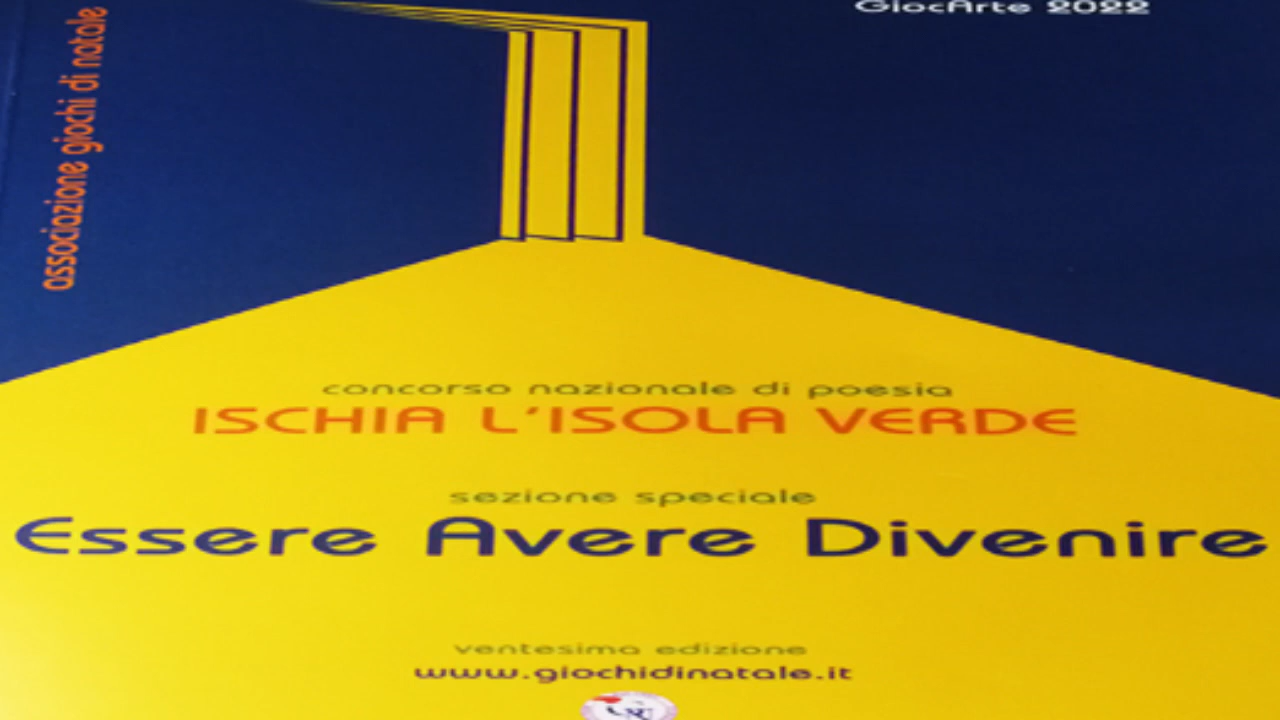 GiocArte 2022
associazione giochi di natale
concorso nazionale di poesia
ISCHIA L'ISOLA VERDE
sezione speciale
Essere Avere Divenire
ventesima edizione
www.giochidinatale.it